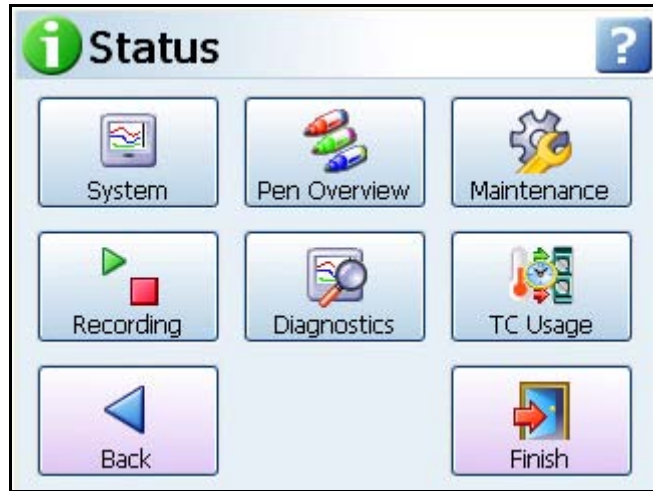 Status
?
System
Pen Overview
Maintenance
Recording
Diagnostics
TC Usage
Back
Finish